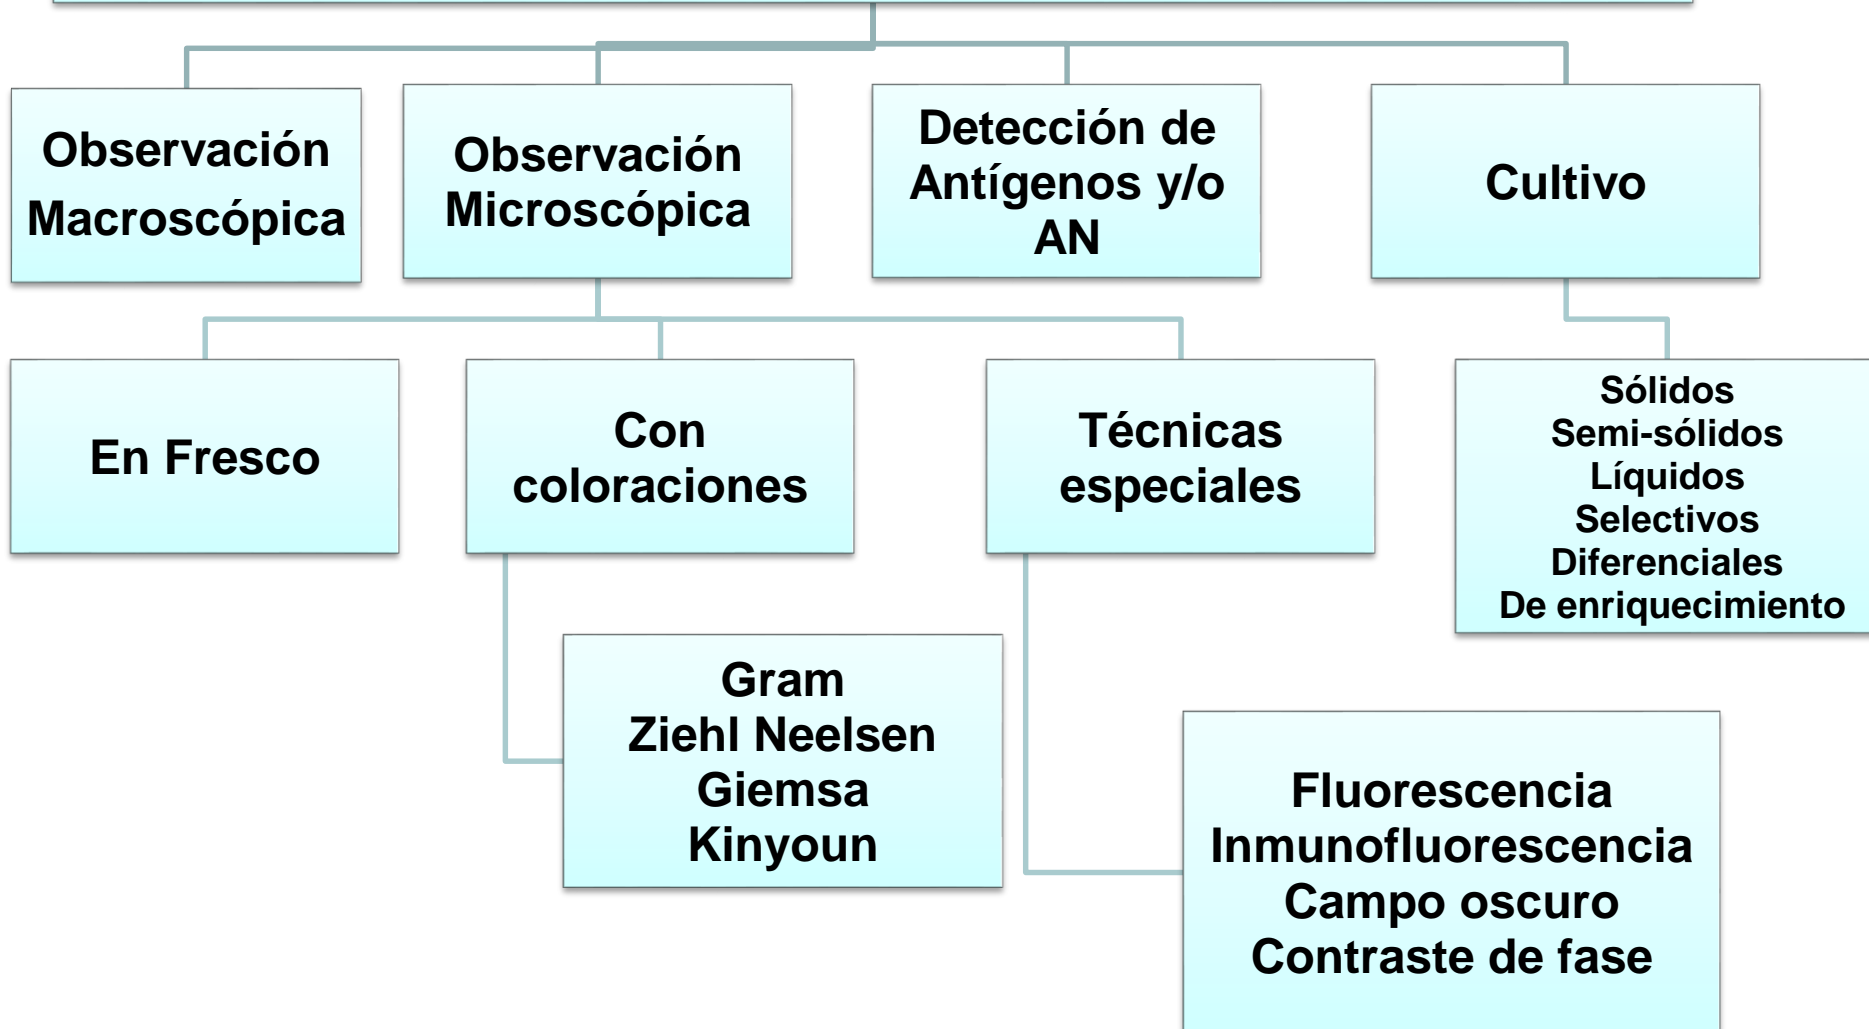 Observación
Macroscópica
Observación
Microscópica
Detección de
Antígenos y/o
AN
Cultivo
En Fresco
Con
coloraciones
Técnicas
especiales
Sólidos
Semi-sólidos
Líquidos
Selectivos
Diferenciales
De enriquecimiento
Gram
Ziehl Neelsen
Giemsa
Kinyoun
Fluorescencia
Inmunofluorescencia
Campo oscuro
Contraste de fase